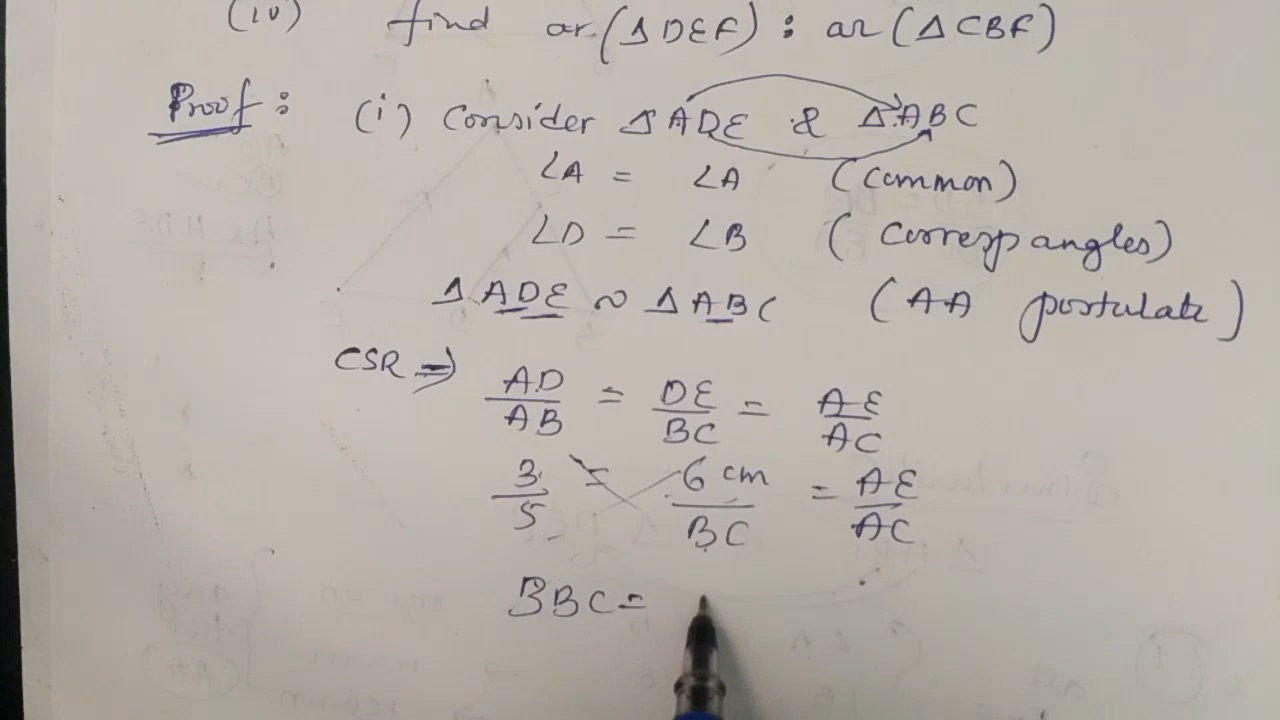 (iv) find ar.(ΔDEF) : ar(ΔCBF)
Proof : (i) Consider ΔADE & ΔABC
∠A = ∠A (common)
∠D = ∠B (corresp angles)
ΔADE ~ ΔABC (AA postulate)
CSR ⇒ AD/AB = DE/BC = AE/AC
3/5 = 6 cm/BC = AE/AC
3BC =